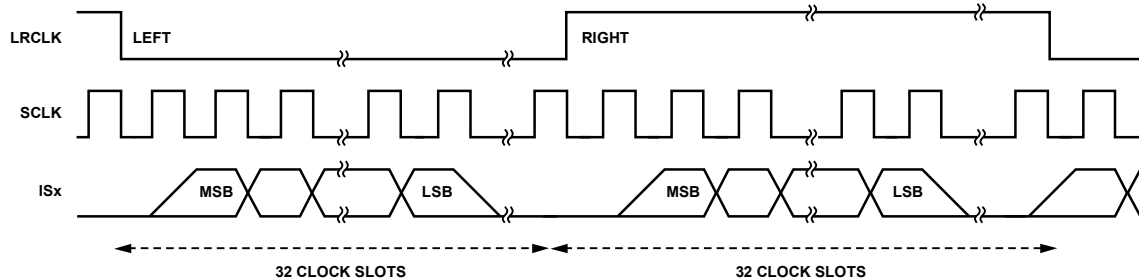 LRCLK
LEFT
RIGHT
SCLK
ISx
MSB
LSB
MSB
LSB
32 CLOCK SLOTS
32 CLOCK SLOTS